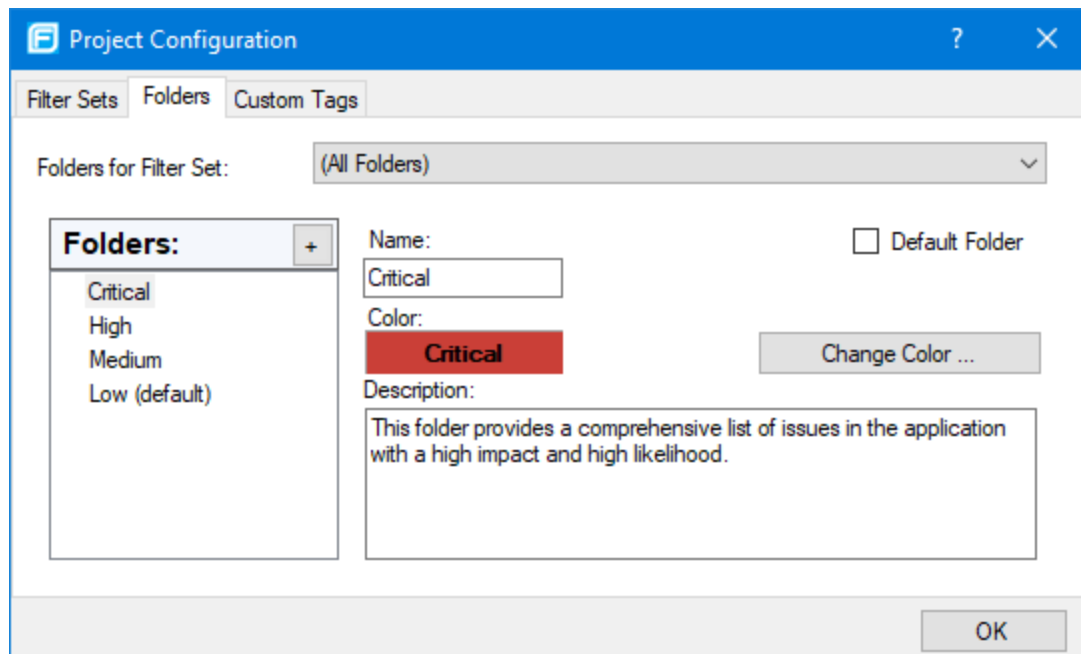 Project Configuration
?
Filter Sets Folders Custom Tags
Folders for Filter Set: (All Folders)
Folders: +
Critical
High
Medium
Low (default)
Name: Default Folder
Critical
Color:
Critical Change Color ...
Description:
This folder provides a comprehensive list of issues in the application
with a high impact and high likelihood.
OK